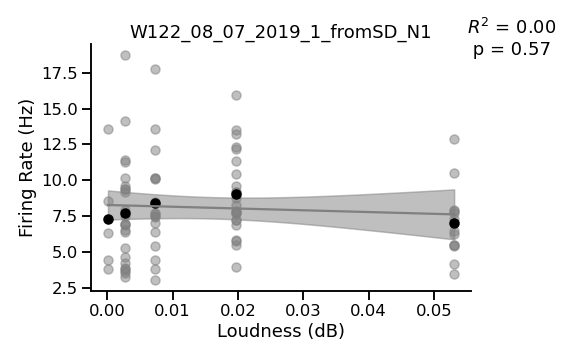 W122_08_07_2019_1_fromSD_N1
R² = 0.00
p = 0.57
Firing Rate (Hz)
17.5
15.0
12.5
10.0
7.5
5.0
2.5
0.00 0.01 0.02 0.03 0.04 0.05
Loudness (dB)